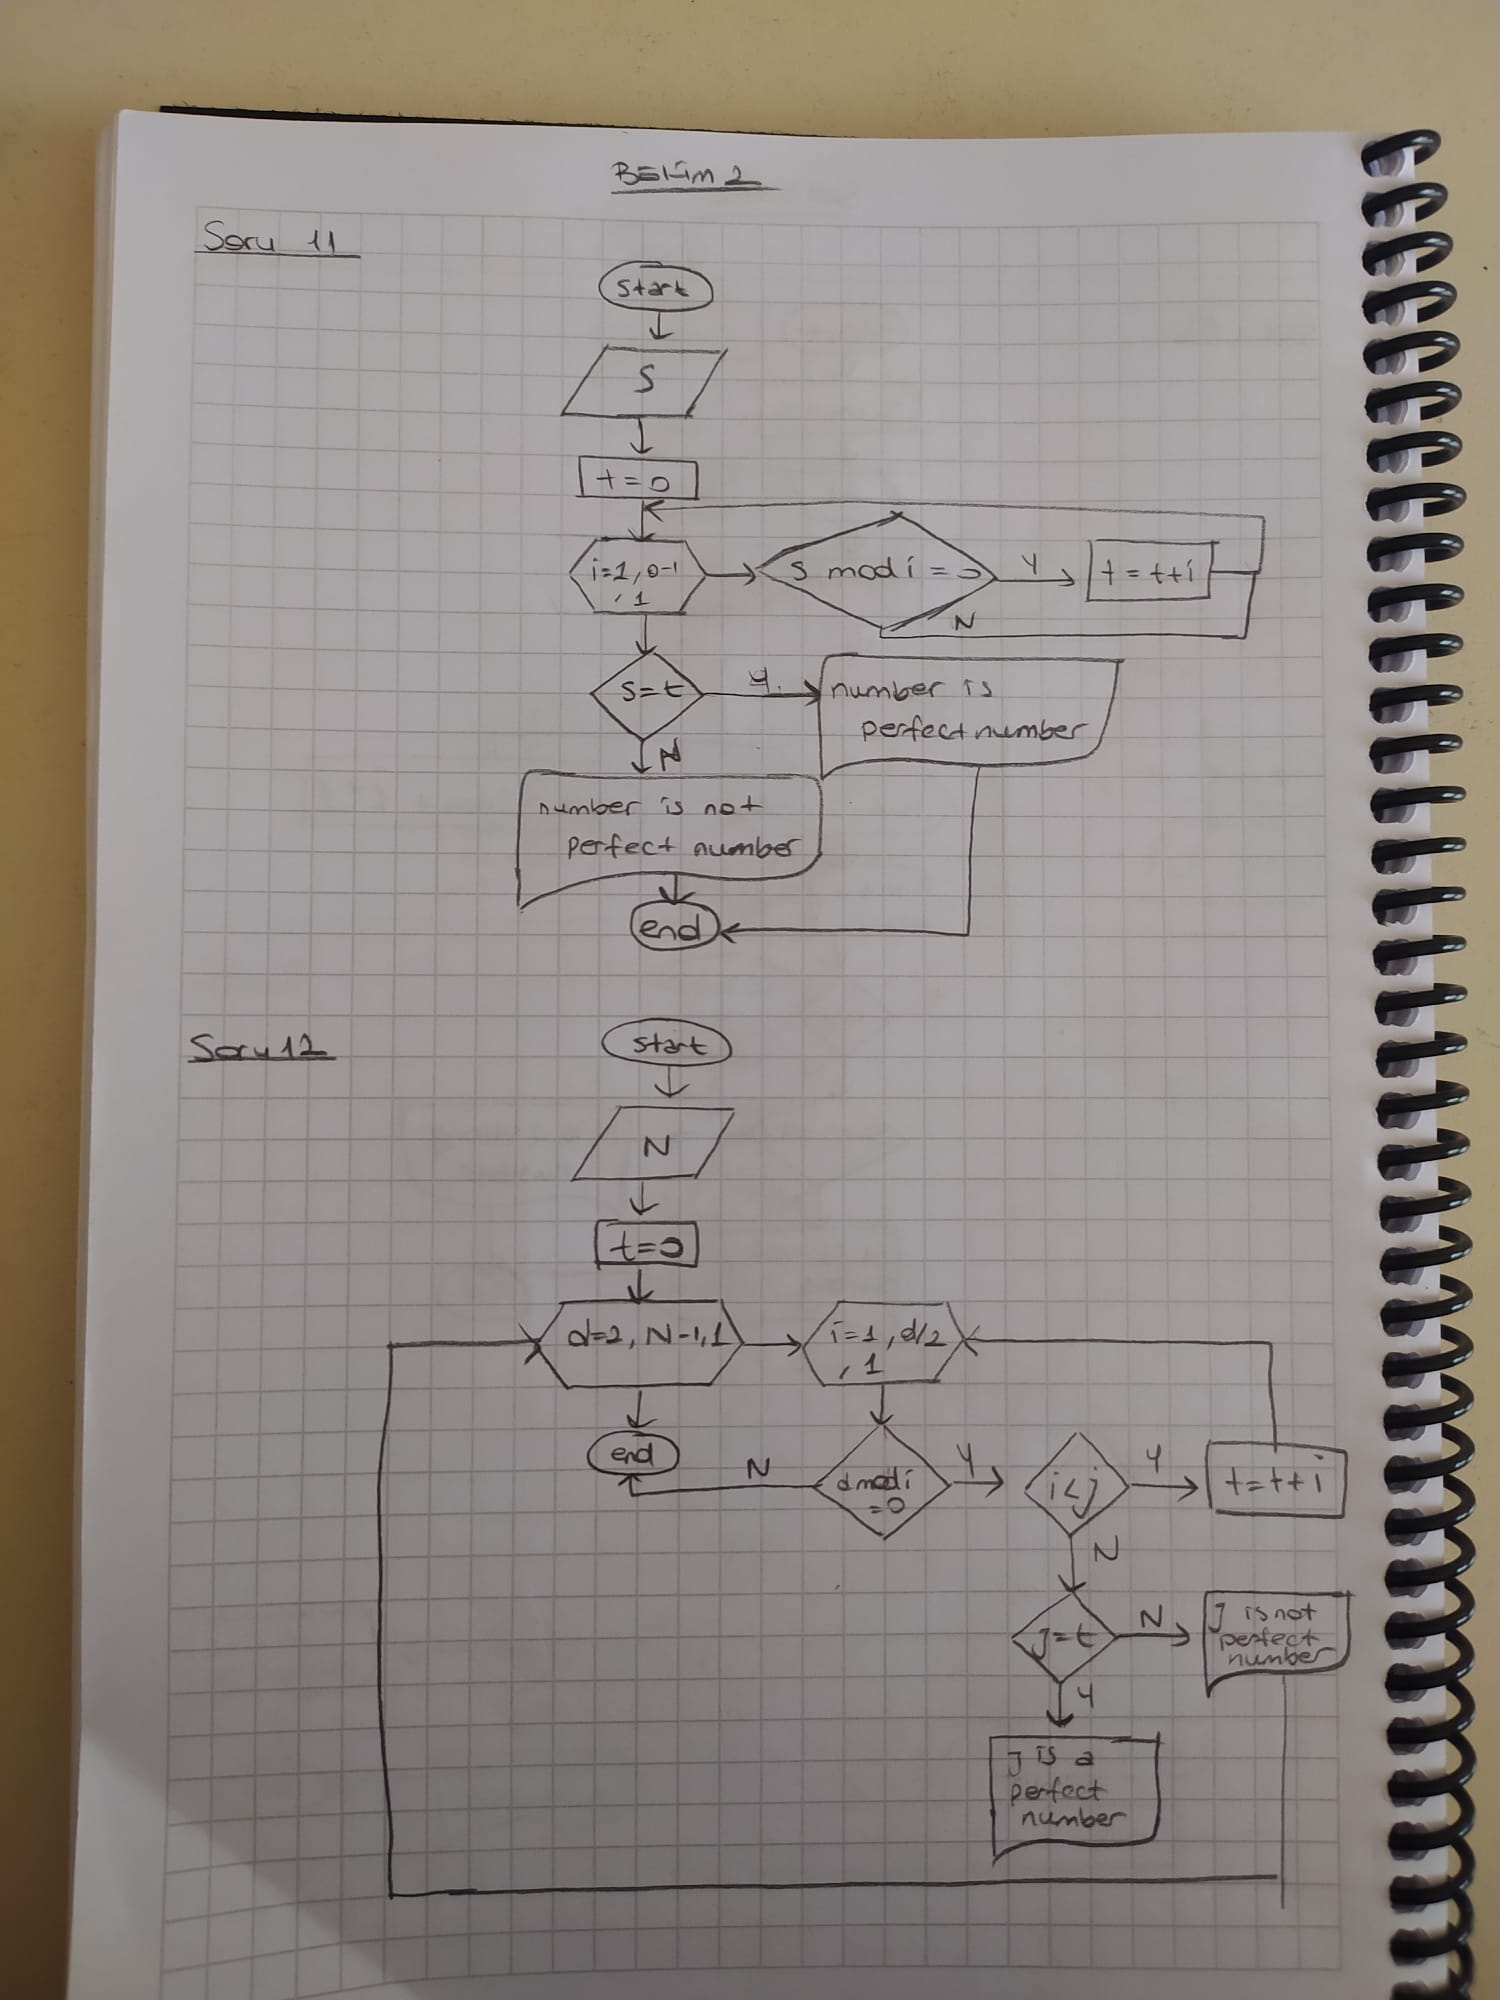 Bölüm 2
Soru 11
start
S
t=0
i=1, 0-1
, 1
S mod i = 0
Y
t = t+i
N
S=t
Y
number is
perfect number
N
number is not
perfect number
end
Soru 12
start
N
t=0
d=2, N-1, 1
i=1, d/2
, 1
end
N
d mod i
=0
Y
i<j
Y
t=t+i
N
j=t
N
J is not
perfect
number
Y
J is a
perfect
number